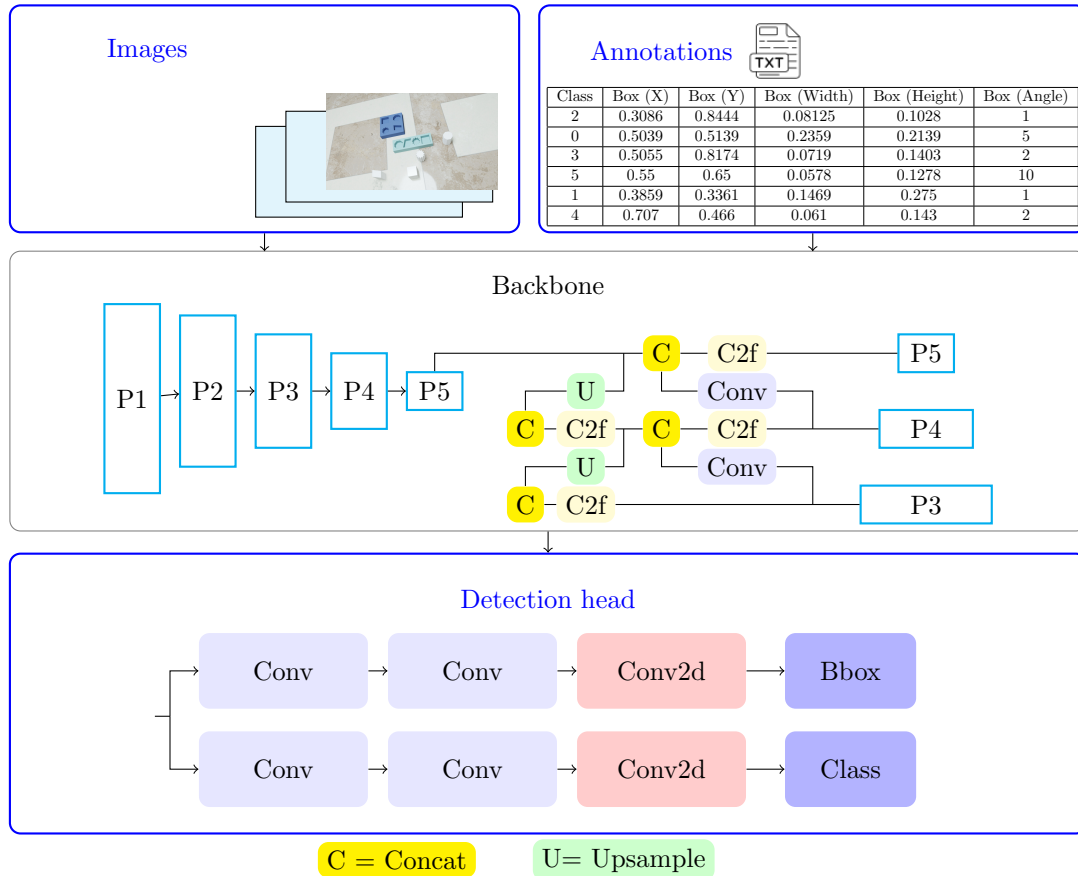 Images
Annotations
TXT
Class Box (X) Box (Y) Box (Width) Box (Height) Box (Angle)
2 0.3086 0.8444 0.08125 0.1028 1
0 0.5039 0.5139 0.2359 0.2139 5
3 0.5055 0.8174 0.0719 0.1403 2
5 0.55 0.65 0.0578 0.1278 10
1 0.3859 0.3361 0.1469 0.275 1
4 0.707 0.466 0.061 0.143 2
Backbone
P1 P2 P3 P4 P5
C C2f P5
U Conv
C C2f C C2f P4
U Conv
C C2f P3
Detection head
Conv Conv Conv2d Bbox
Conv Conv Conv2d Class
C = Concat U= Upsample